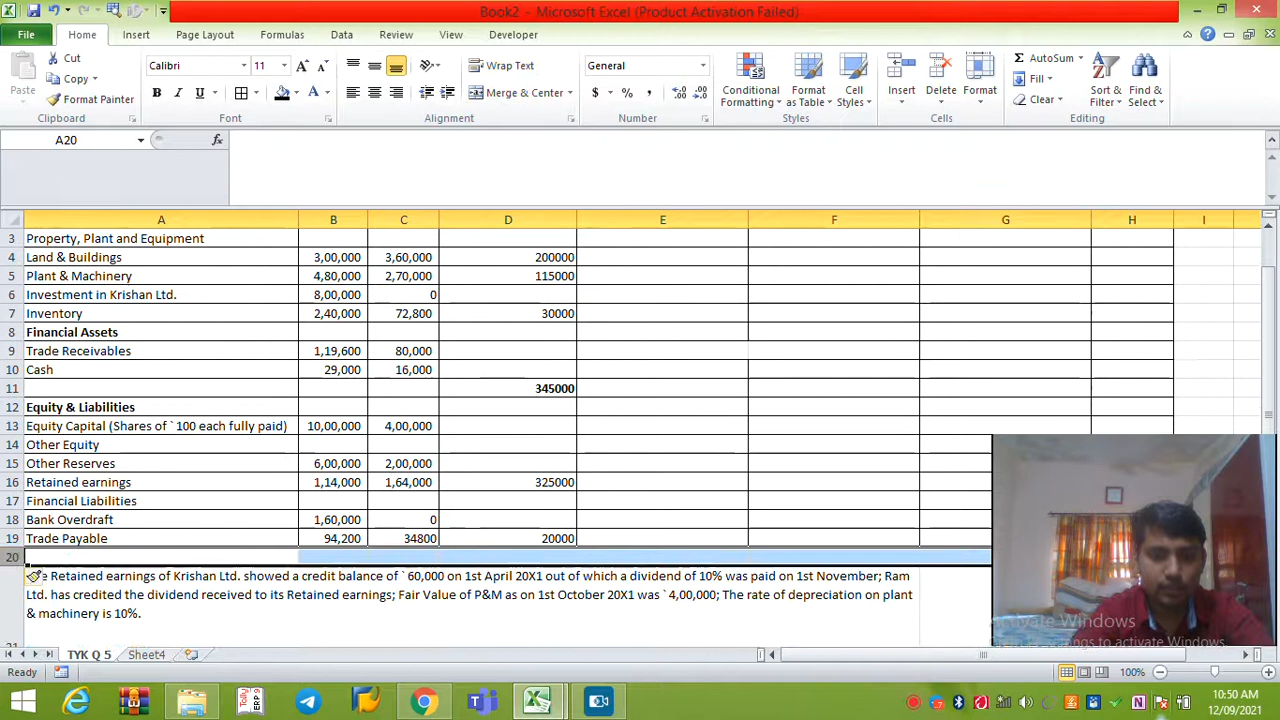 Book2 - Microsoft Excel (Product Activation Failed)
File Home Insert Page Layout Formulas Data Review View Developer
Cut
Copy
Format Painter
Paste
Clipboard
Calibri 11
B I U
Font
Wrap Text
Merge & Center
Alignment
General
$ % ,
Number
Conditional Formatting
Format as Table
Cell Styles
Styles
Insert Delete Format
Cells
AutoSum
Fill
Clear
Sort & Filter
Find & Select
Editing
A20 fx
A B C D E F G H I
3 Property, Plant and Equipment
4 Land & Buildings 3,00,000 3,60,000 200000
5 Plant & Machinery 4,80,000 2,70,000 115000
6 Investment in Krishan Ltd. 8,00,000 0
7 Inventory 2,40,000 72,800 30000
8 Financial Assets
9 Trade Receivables 1,19,600 80,000
10 Cash 29,000 16,000
11 345000
12 Equity & Liabilities
13 Equity Capital (Shares of `100 each fully paid) 10,00,000 4,00,000
14 Other Equity
15 Other Reserves 6,00,000 2,00,000
16 Retained earnings 1,14,000 1,64,000 325000
17 Financial Liabilities
18 Bank Overdraft 1,60,000 0
19 Trade Payable 94,200 34800 20000
20
e Retained earnings of Krishan Ltd. showed a credit balance of `60,000 on 1st April 20X1 out of which a dividend of 10% was paid on 1st November; Ram
Ltd. has credited the dividend received to its Retained earnings; Fair Value of P&M as on 1st October 20X1 was `4,00,000; The rate of depreciation on plant
& machinery is 10%.
21
Activate Windows
to activate Windows.
TYK Q 5 Sheet4
Ready 100%
10:50 AM
12/09/2021